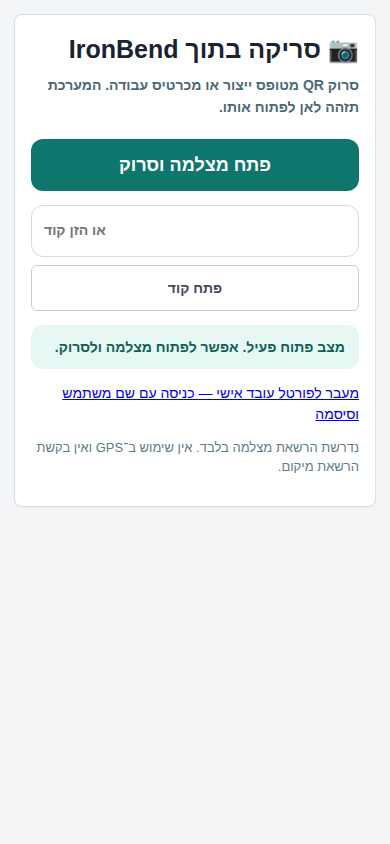 📷 סריקה בתוך IronBend
סרוק QR מטופס ייצור או מכרטיס עבודה. המערכת
תזהה לאן לפתוח אותו.
פתח מצלמה וסרוק
או הזן קוד
פתח קוד
מצב פתוח פעיל. אפשר לפתוח מצלמה ולסרוק.
מעבר לפורטל עובד אישי — כניסה עם שם משתמש
וסיסמה
נדרשת הרשאת מצלמה בלבד. אין שימוש ב־GPS ואין בקשת
הרשאת מיקום.